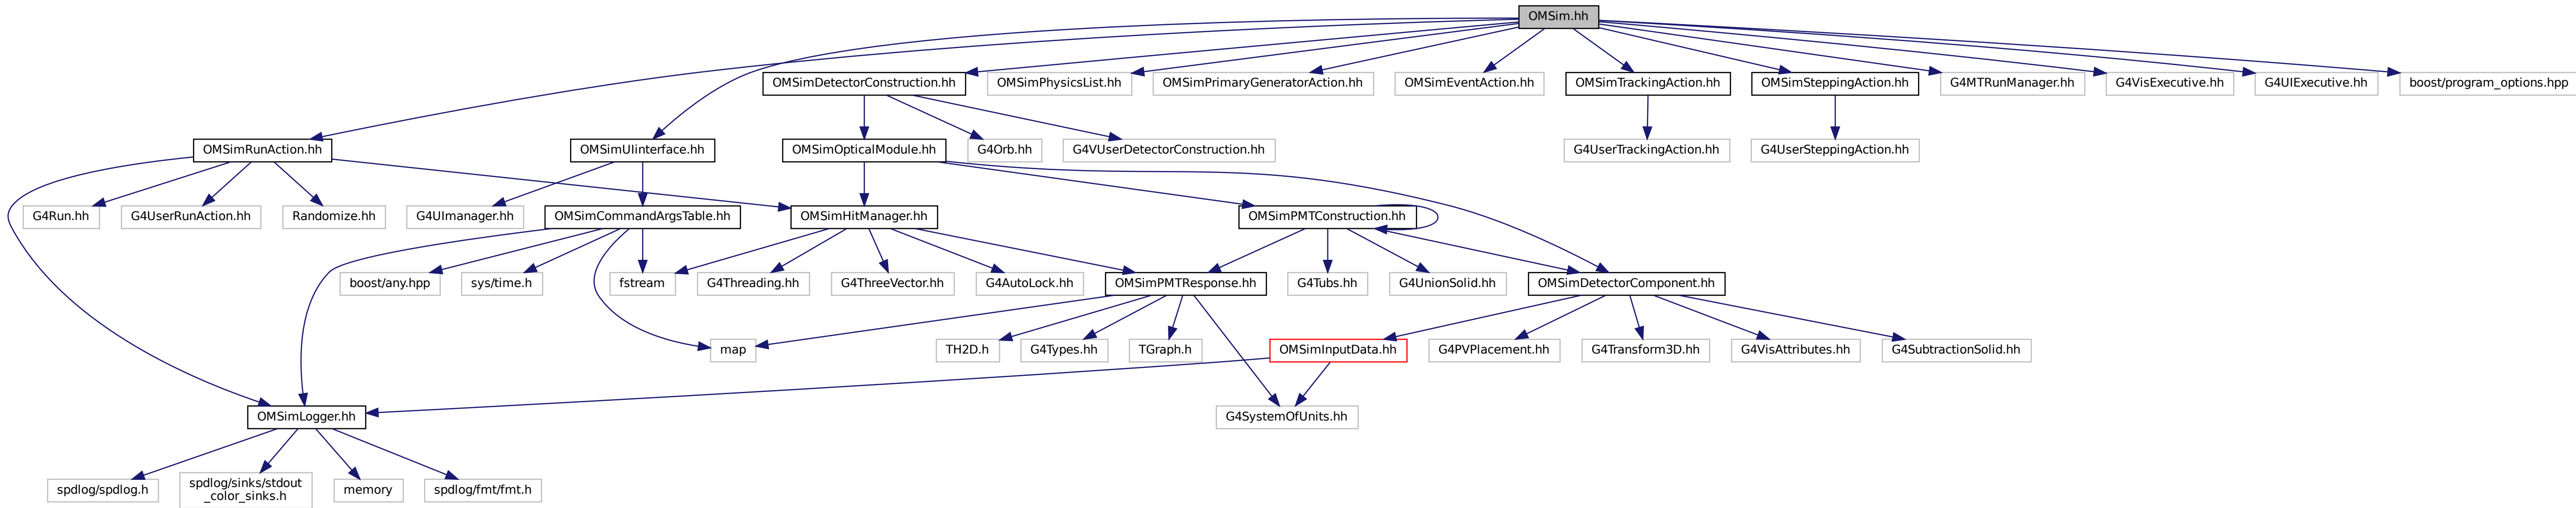 OMSim.hh
OMSimDetectorConstruction.hh
OMSimPhysicsList.hh
OMSimPrimaryGeneratorAction.hh
OMSimEventAction.hh
OMSimTrackingAction.hh
OMSimSteppingAction.hh
G4MTRunManager.hh
G4VisExecutive.hh
G4UIExecutive.hh
boost/program_options.hpp
OMSimRunAction.hh
OMSimUIinterface.hh
OMSimOpticalModule.hh
G4Orb.hh
G4VUserDetectorConstruction.hh
G4UserTrackingAction.hh
G4UserSteppingAction.hh
G4Run.hh
G4UserRunAction.hh
Randomize.hh
G4UImanager.hh
OMSimCommandArgsTable.hh
OMSimHitManager.hh
OMSimPMTConstruction.hh
boost/any.hpp
sys/time.h
fstream
G4Threading.hh
G4ThreeVector.hh
G4AutoLock.hh
OMSimPMTResponse.hh
G4Tubs.hh
G4UnionSolid.hh
OMSimDetectorComponent.hh
map
TH2D.h
G4Types.hh
TGraph.h
OMSimInputData.hh
G4PVPlacement.hh
G4Transform3D.hh
G4VisAttributes.hh
G4SubtractionSolid.hh
OMSimLogger.hh
G4SystemOfUnits.hh
spdlog/spdlog.h
spdlog/sinks/stdout
_color_sinks.h
memory
spdlog/fmt/fmt.h